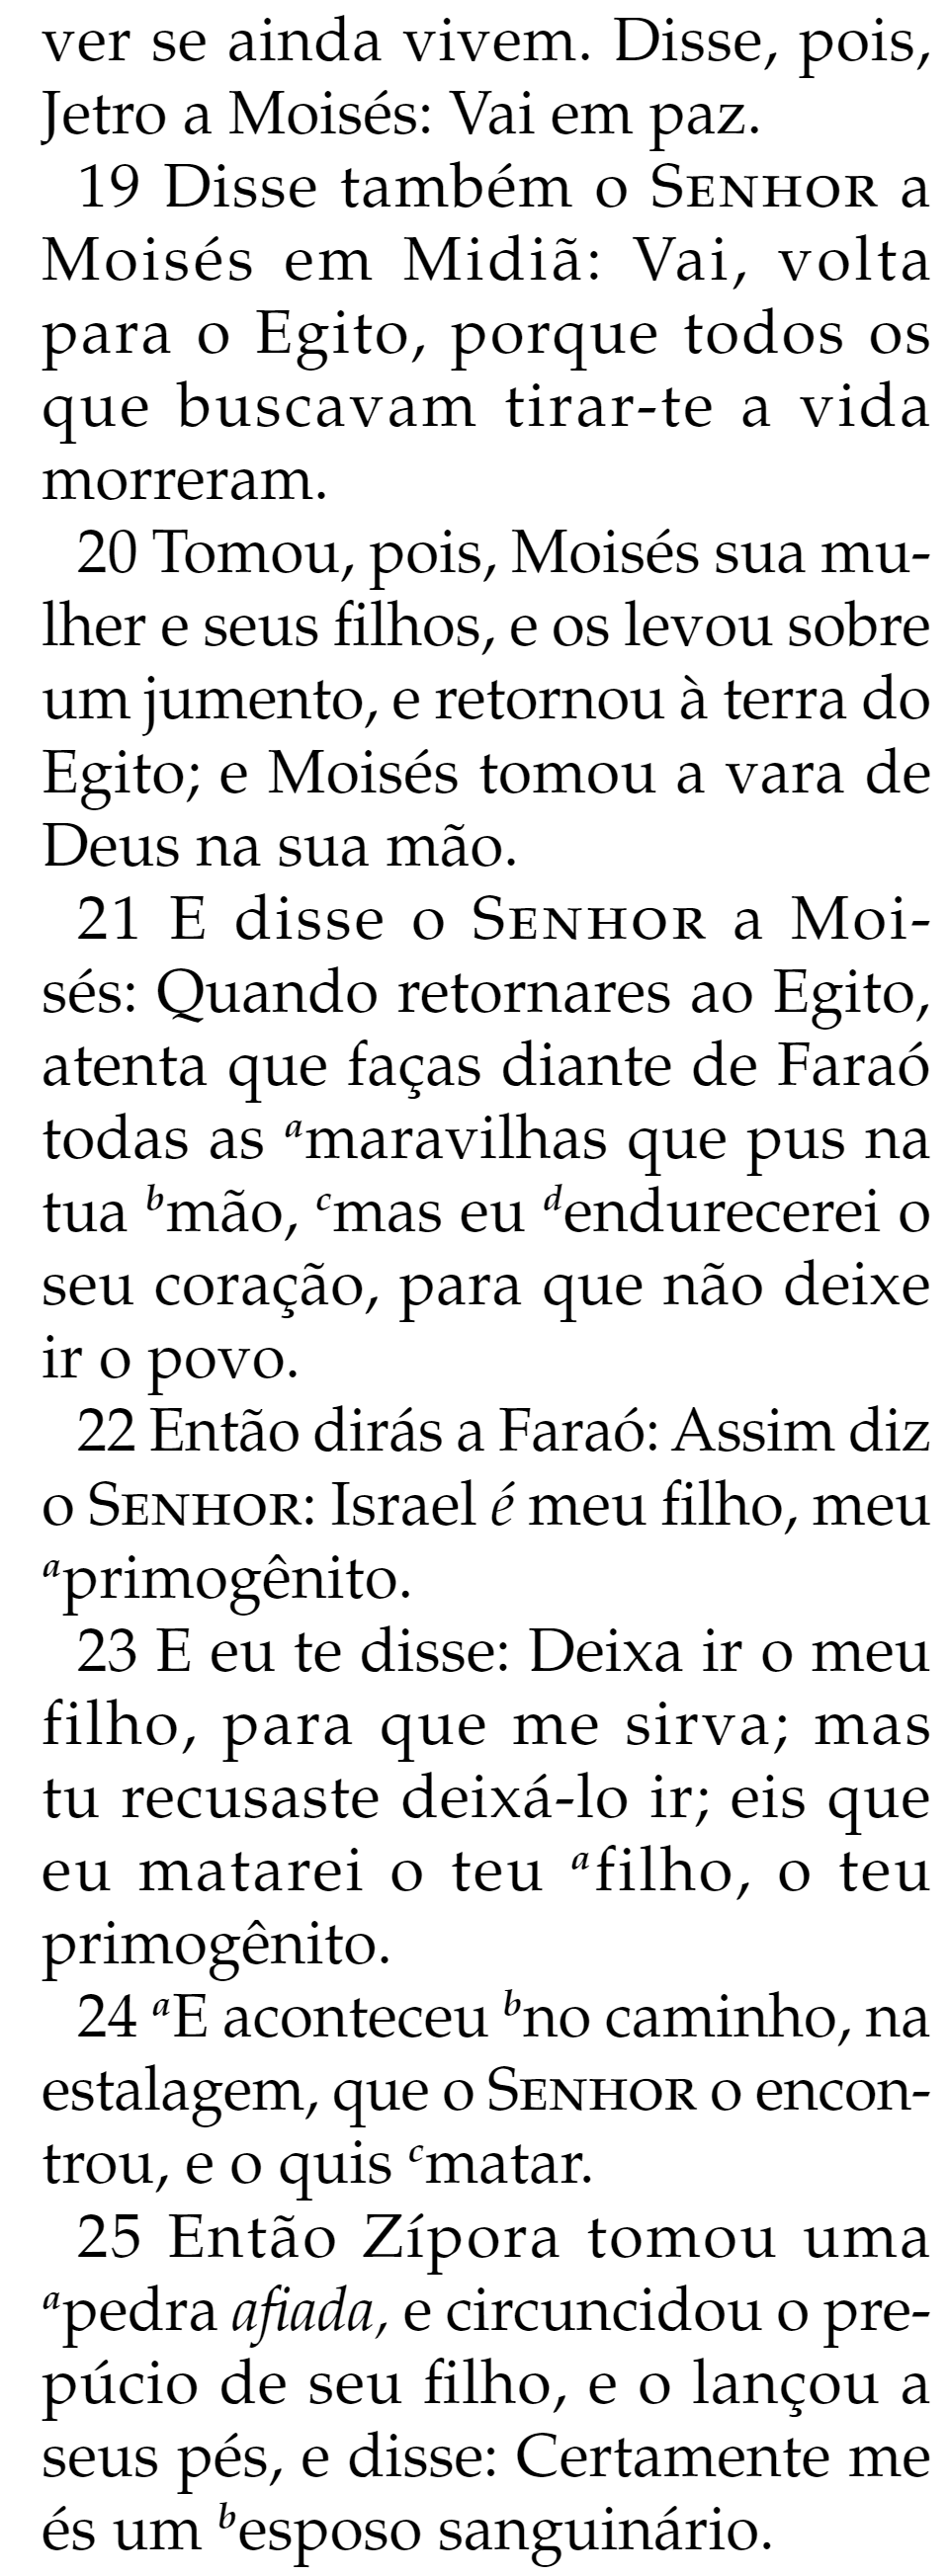 ver se ainda vivem. Disse, pois,
Jetro a Moisés: Vai em paz.
19 Disse também o SENHOR a
Moisés em Midiã: Vai, volta
para o Egito, porque todos os
que buscavam tirar-te a vida
morreram.
20 Tomou, pois, Moisés sua mu-
lher e seus filhos, e os levou sobre
um jumento, e retornou à terra do
Egito; e Moisés tomou a vara de
Deus na sua mão.
21 E disse o SENHOR a Moi-
sés: Quando retornares ao Egito,
atenta que faças diante de Faraó
todas as ᵃmaravilhas que pus na
tua ᵇmão, ᶜmas eu ᵈendurecerei o
seu coração, para que não deixe
ir o povo.
22 Então dirás a Faraó: Assim diz
o SENHOR: Israel é meu filho, meu
ᵃprimogênito.
23 E eu te disse: Deixa ir o meu
filho, para que me sirva; mas
tu recusaste deixá-lo ir; eis que
eu matarei o teu ᵃfilho, o teu
primogênito.
24 ᵃE aconteceu ᵇno caminho, na
estalagem, que o SENHOR o encon-
trou, e o quis ᶜmatar.
25 Então Zípora tomou uma
ᵃpedra afiada, e circuncidou o pre-
púcio de seu filho, e o lançou a
seus pés, e disse: Certamente me
és um ᵇesposo sanguinário.